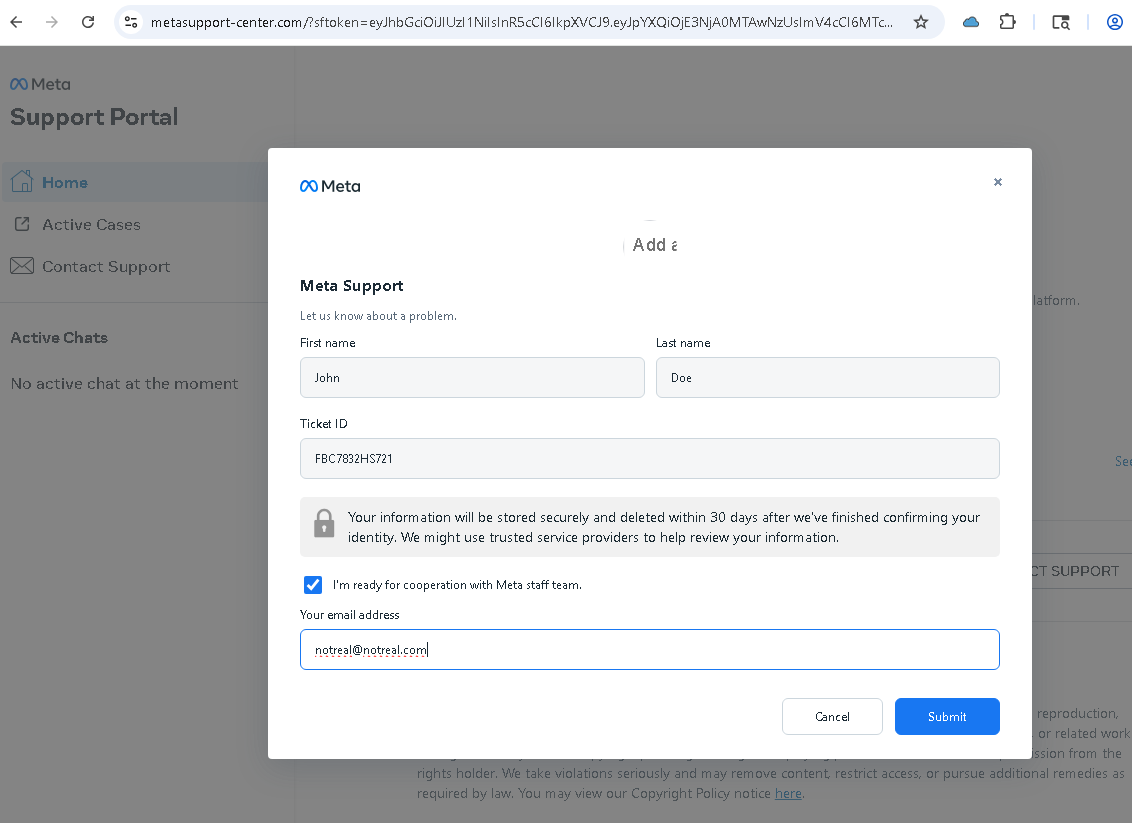 metasupport-center.com/?sftoken=eyJhbGciOiJIUzI1NiIsInR5cCI6IkpXVCJ9.eyJpYXQiOjE3NjA0MTAwNzUsImV4cCI6MTc...
Meta
Support Portal
Home
Active Cases
Contact Support
Active Chats
No active chat at the moment
Meta
×
Add a
Meta Support
Let us know about a problem.
First name
Last name
John
Doe
Ticket ID
FBC7832HS721
Your information will be stored securely and deleted within 30 days after we've finished confirming your
identity. We might use trusted service providers to help review your information.
I'm ready for cooperation with Meta staff team.
Your email address
notreal@notreal.com
Cancel
Submit
latform.
See
CT SUPPORT
reproduction,
or related work
ission from the
rights holder. We take violations seriously and may remove content, restrict access, or pursue additional remedies as
required by law. You may view our Copyright Policy notice here.